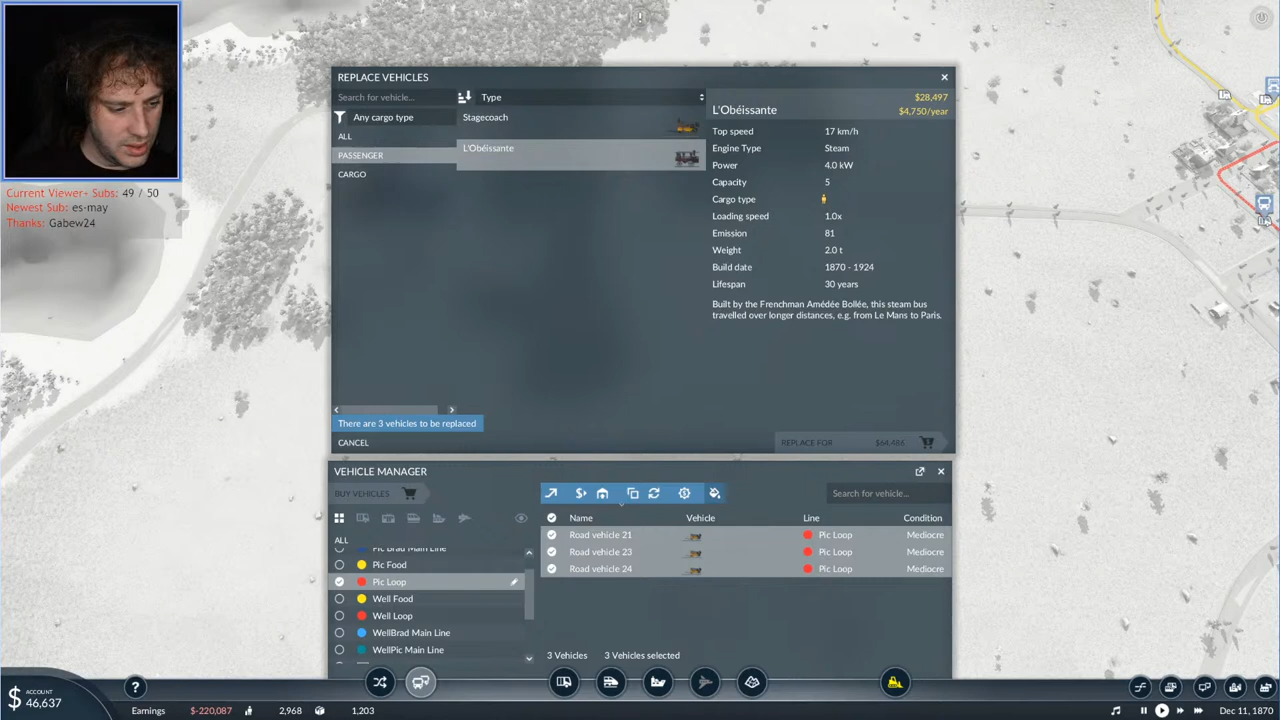 Current Viewer+ Subs: 49 / 50
Newest Sub: es-may
Thanks: Gabew24
REPLACE VEHICLES
Search for vehicle...
Type
Any cargo type
ALL
PASSENGER
CARGO
Stagecoach
L'Obéissante
$28,497
L'Obéissante
$4,750/year
Top speed 17 km/h
Engine Type Steam
Power 4.0 kW
Capacity 5
Cargo type
Loading speed 1.0x
Emission 81
Weight 2.0 t
Build date 1870 - 1924
Lifespan 30 years
Built by the Frenchman Amédée Bollée, this steam bus
travelled over longer distances, e.g. from Le Mans to Paris.
There are 3 vehicles to be replaced
CANCEL
REPLACE FOR $64,486
VEHICLE MANAGER
BUY VEHICLES
Search for vehicle...
ALL
Pic Brad Main Line
Pic Food
Pic Loop
Well Food
Well Loop
WellBrad Main Line
WellPic Main Line
Name Vehicle Line Condition
Road vehicle 21 Pic Loop Mediocre
Road vehicle 23 Pic Loop Mediocre
Road vehicle 24 Pic Loop Mediocre
3 Vehicles 3 Vehicles selected
$ ACCOUNT
46,637
?
Earnings $-220,087 2,968 1,203
Dec 11, 1870